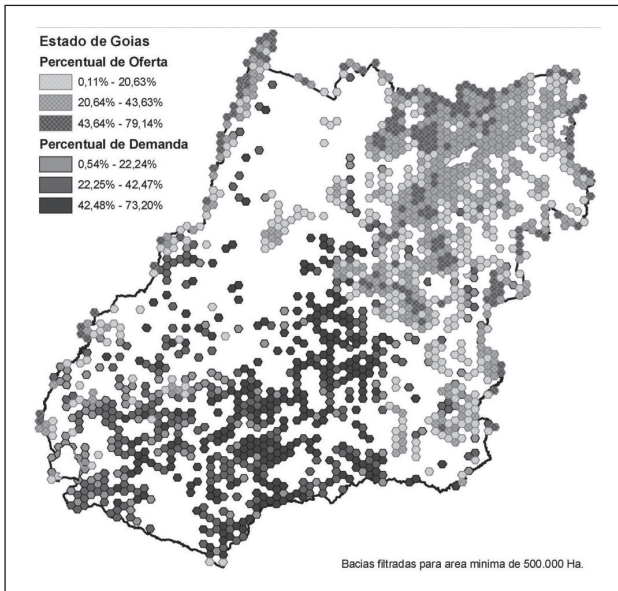 Estado de Goias
Percentual de Oferta
0,11% - 20,63%
20,64% - 43,63%
43,64% - 79,14%
Percentual de Demanda
0,54% - 22,24%
22,25% - 42,47%
42,48% - 73,20%
Bacias filtradas para area minima de 500.000 Ha.